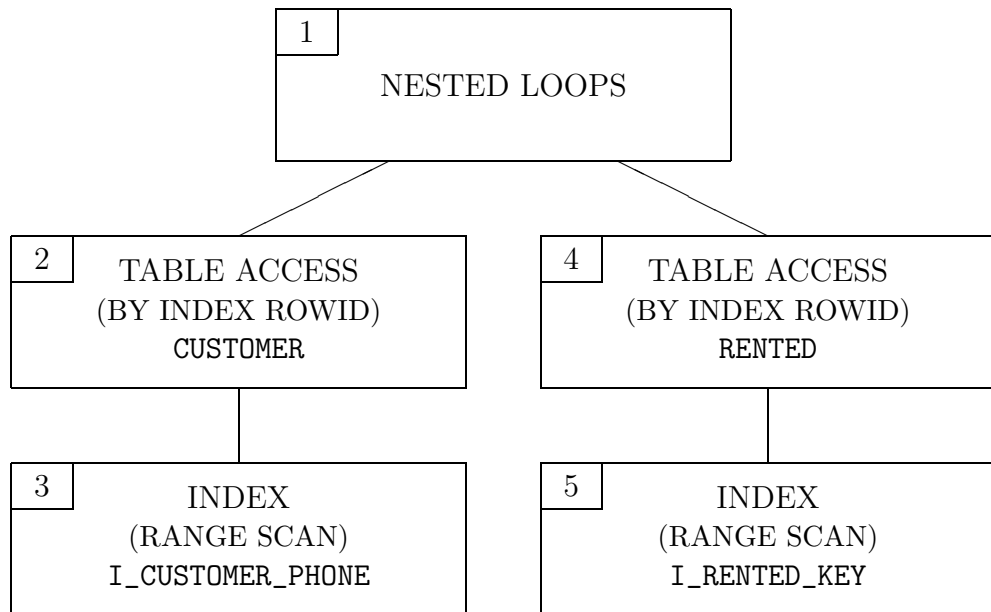 1
NESTED LOOPS
2
TABLE ACCESS
(BY INDEX ROWID)
CUSTOMER
4
TABLE ACCESS
(BY INDEX ROWID)
RENTED
3
INDEX
(RANGE SCAN)
I_CUSTOMER_PHONE
5
INDEX
(RANGE SCAN)
I_RENTED_KEY